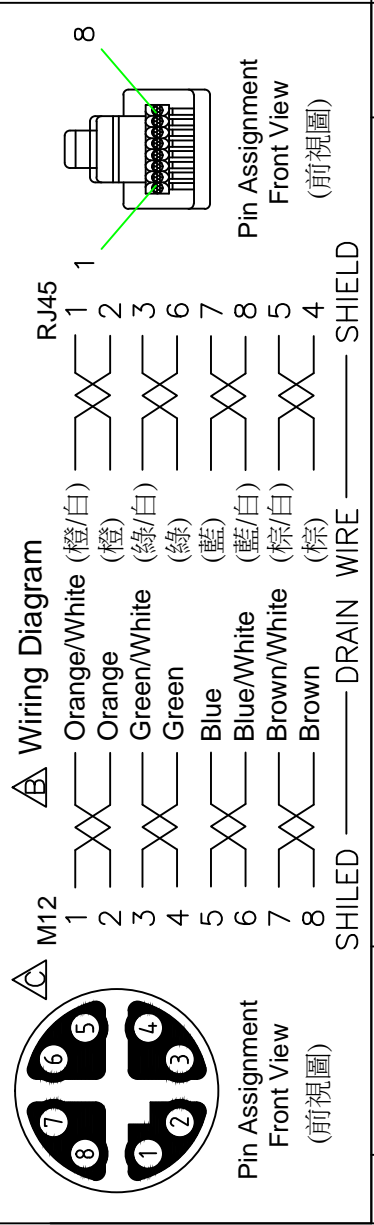 C M12
B Wiring Diagram
RJ45
1 Orange/White (橙/白) 1
2 Orange (橙) 2
3 Green/White (綠/白) 3
4 Green (綠) 6
5 Blue (藍) 7
6 Blue/White (藍/白) 8
7 Brown/White (棕/白) 5
8 Brown (棕) 4
SHILED DRAIN WIRE SHIELD
7 6
8 5
1 4
2 3
Pin Assignment
Front View
(前視圖)
1 8
Pin Assignment
Front View
(前視圖)